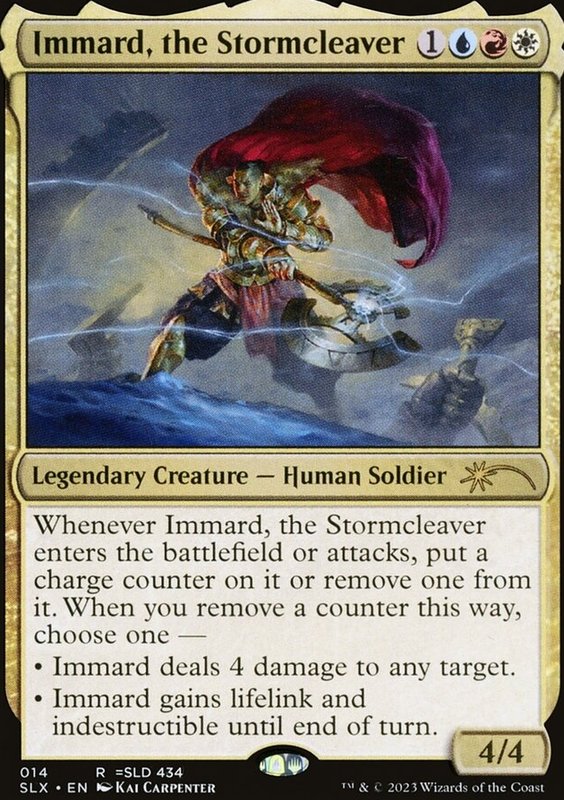 Immard, the Stormcleaver 1
Legendary Creature — Human Soldier
Whenever Immard, the Stormcleaver
enters the battlefield or attacks, put a
charge counter on it or remove one from
it. When you remove a counter this way,
choose one —
• Immard deals 4 damage to any target.
• Immard gains lifelink and
indestructible until end of turn.
4/4
014 R =SLD 434
SLX • EN Kai Carpenter
™ & © 2023 Wizards of the Coast